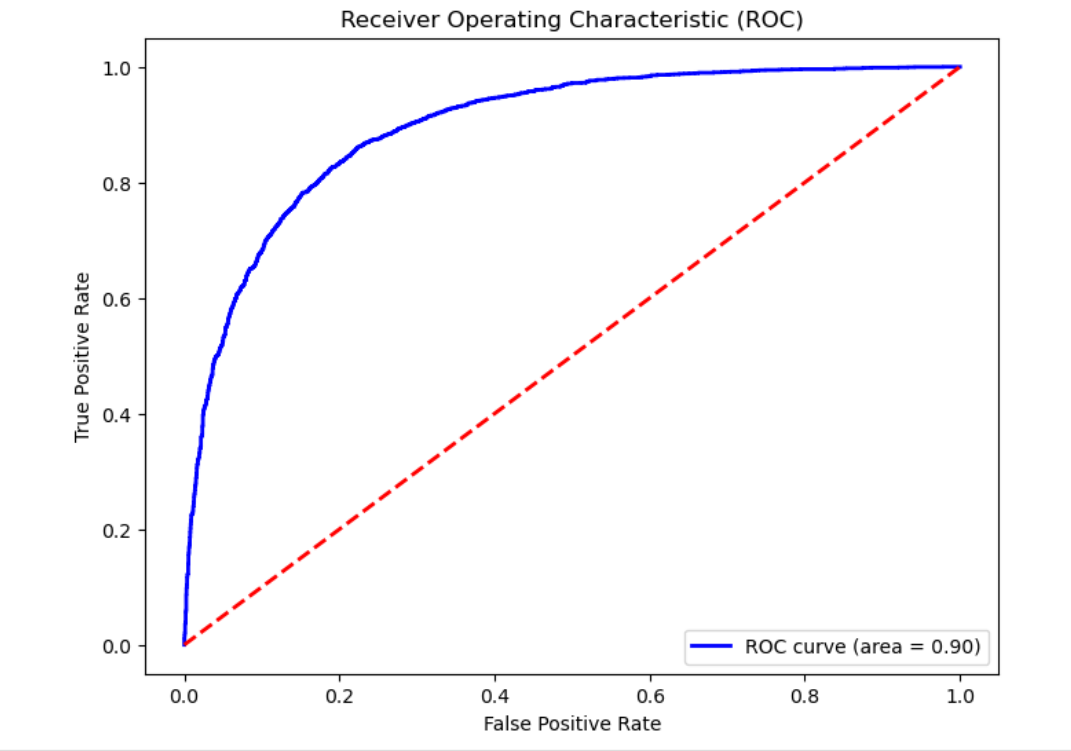 Receiver Operating Characteristic (ROC)
1.0
0.8
0.6
0.4
0.2
0.0
True Positive Rate
ROC curve (area = 0.90)
0.0 0.2 0.4 0.6 0.8 1.0
False Positive Rate